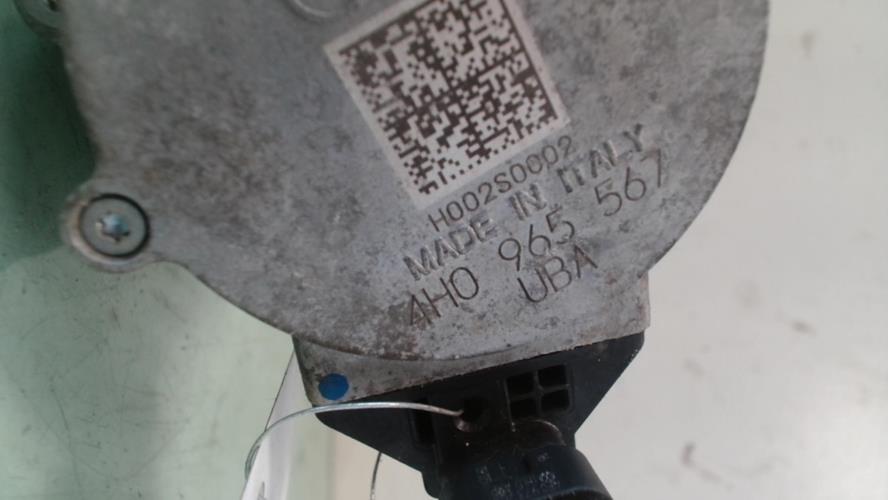 H002S0002
MADE IN ITALY
4H0 965 567
UBA